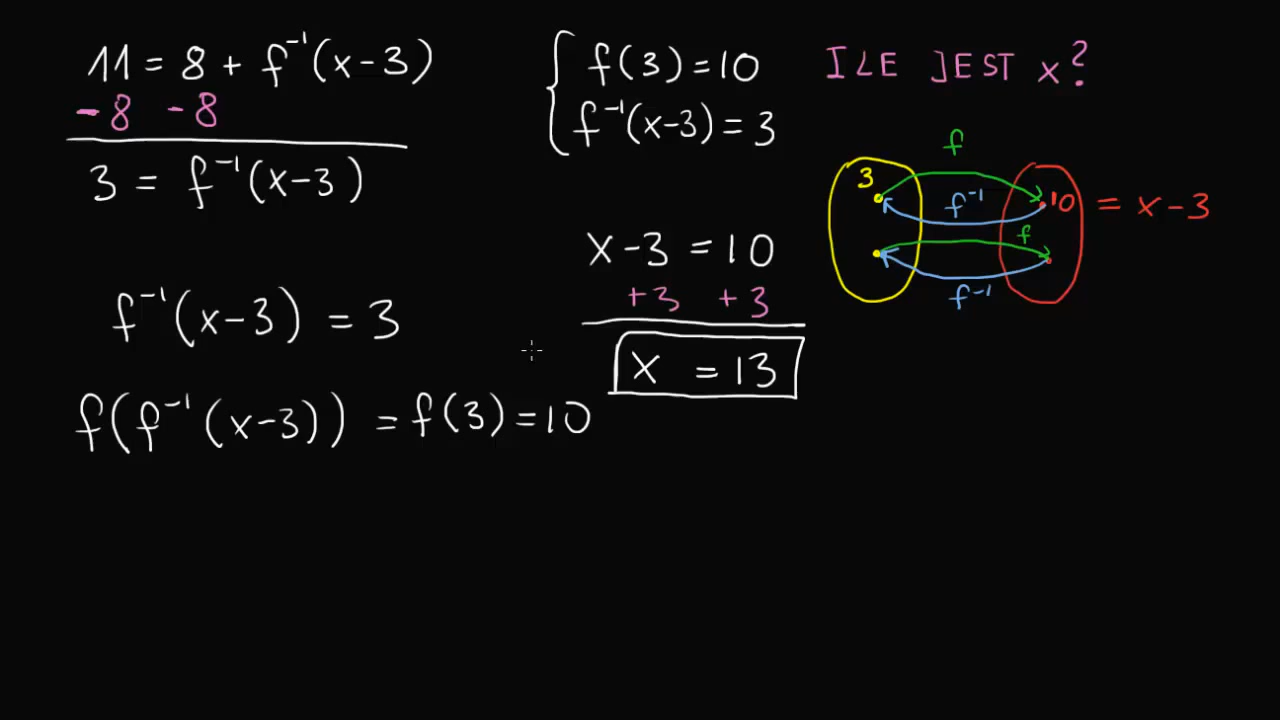 11 = 8 + f⁻¹(x-3)
-8 -8
3 = f⁻¹(x-3)
f⁻¹(x-3) = 3
f(f⁻¹(x-3)) = f(3) = 10
f(3) = 10
f⁻¹(x-3) = 3
x-3 = 10
+3 +3
x = 13
ILE JEST x?
f
3
f⁻¹
10 = x-3
f
f⁻¹